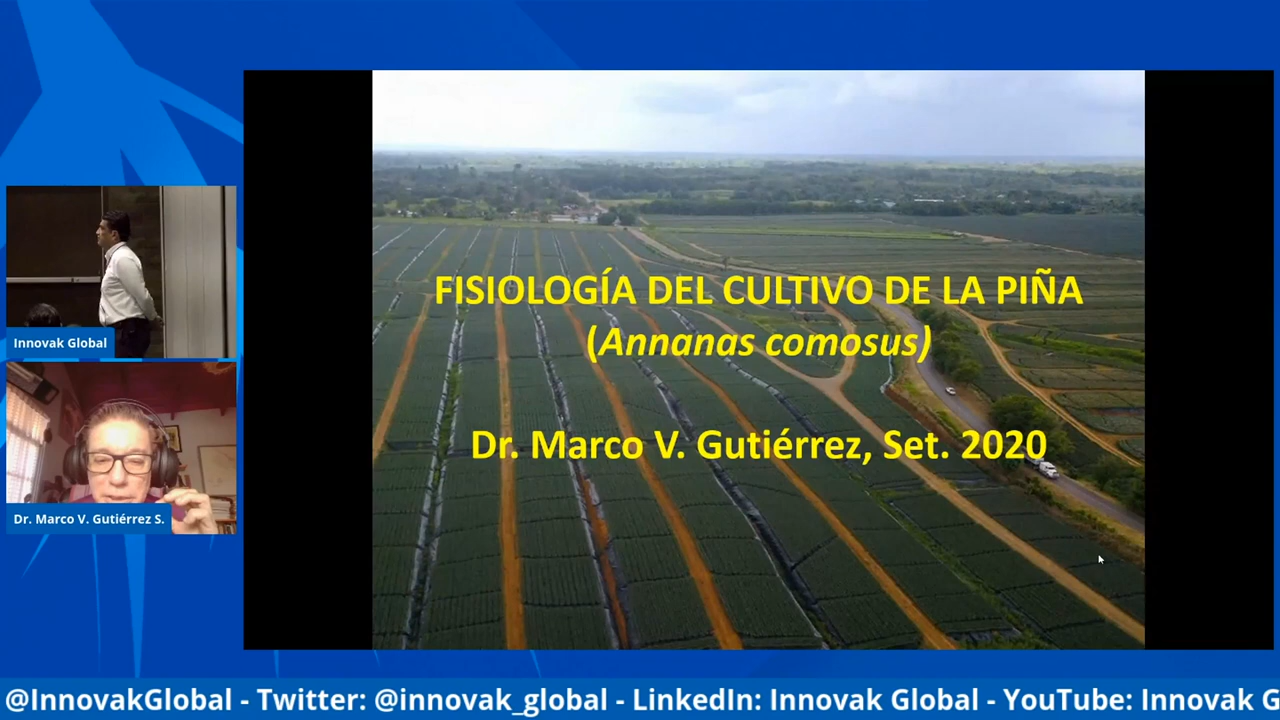 FISIOLOGÍA DEL CULTIVO DE LA PIÑA
(Annanas comosus)
Dr. Marco V. Gutiérrez, Set. 2020
Innovak Global
Dr. Marco V. Gutiérrez S.
@InnovakGlobal - Twitter: @innovak_global - LinkedIn: Innovak Global - YouTube: Innovak G